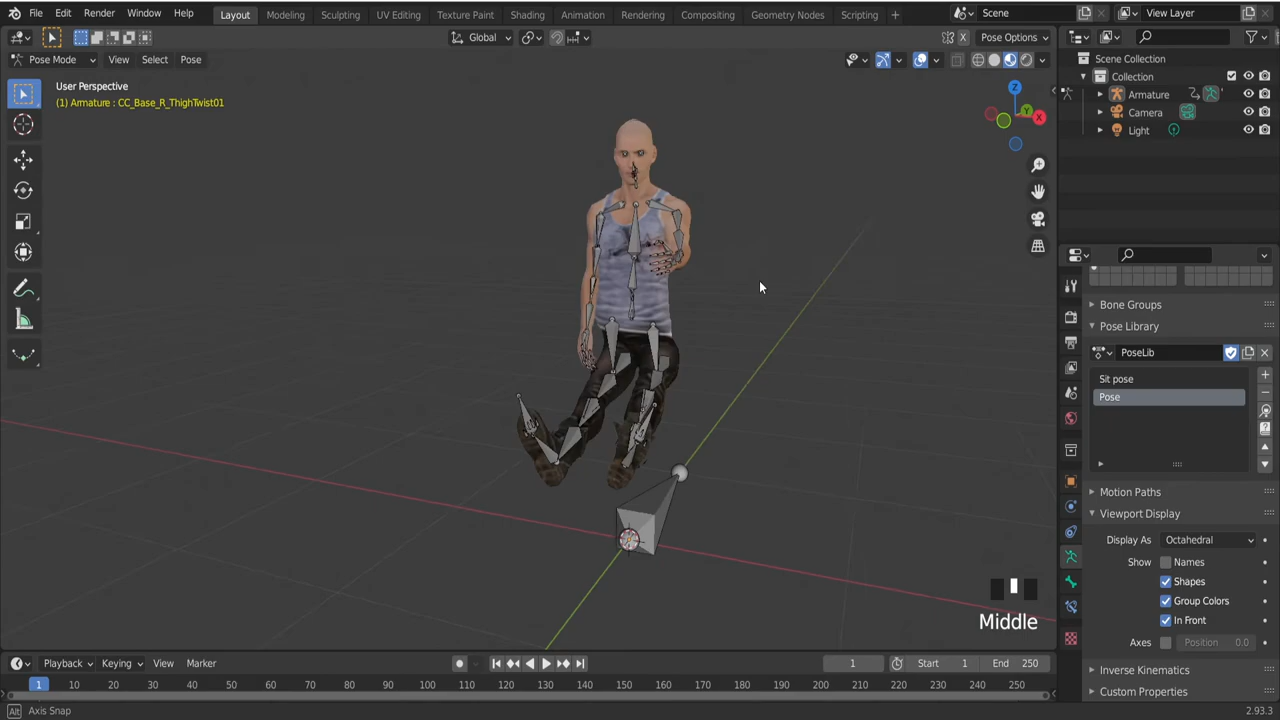 File Edit Render Window Help Layout Modeling Sculpting UV Editing Texture Paint Shading Animation Rendering Compositing Geometry Nodes Scripting + Scene View Layer
Global Pose Options
Pose Mode View Select Pose
User Perspective
(1) Armature : CC_Base_R_ThighTwist01
Z
Y
X
Scene Collection
Collection
Armature
Camera
Light
Bone Groups
Pose Library
PoseLib
Sit pose
Pose
Motion Paths
Viewport Display
Display As Octahedral
Show Names
Shapes
Group Colors
In Front
Axes Position 0.0
Inverse Kinematics
Custom Properties
Middle
Playback Keying View Marker 1 Start 1 End 250
1 10 20 30 40 50 60 70 80 90 100 110 120 130 140 150 160 170 180 190 200 210 220 230 240 250
Alt Axis Snap 2.93.3